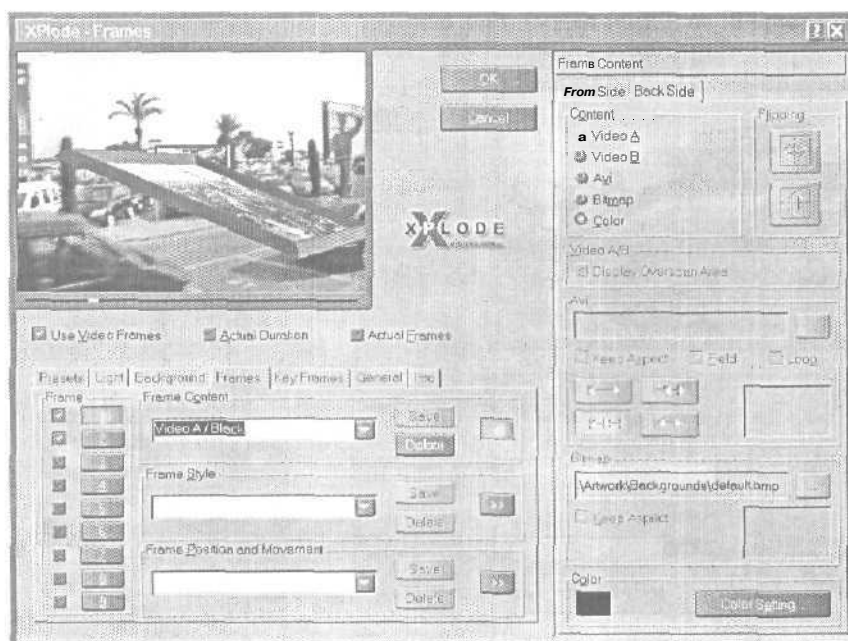 XPlode - Frames
OK
Cancel
XPLODE
Use Video Frames
Actual Duration
Actual Frames
Presets
Light
Background
Frames
Key Frames
General
Frame
Frame Content
Video A / Black
Save
Frame Style
Save
Delete
Frame Position and Movement
Save
Delete
Frame Content
From Side
Back Side
Content
a Video A
Video B
Avi
Bitmap
Color
Flipping
Video A/B
Display Overscan Area
Avi
Keep Aspect
Field
Loop
Bitmap
\Artwork\Backgrounds\default.bmp
Keep Aspect
Color
Color Setting